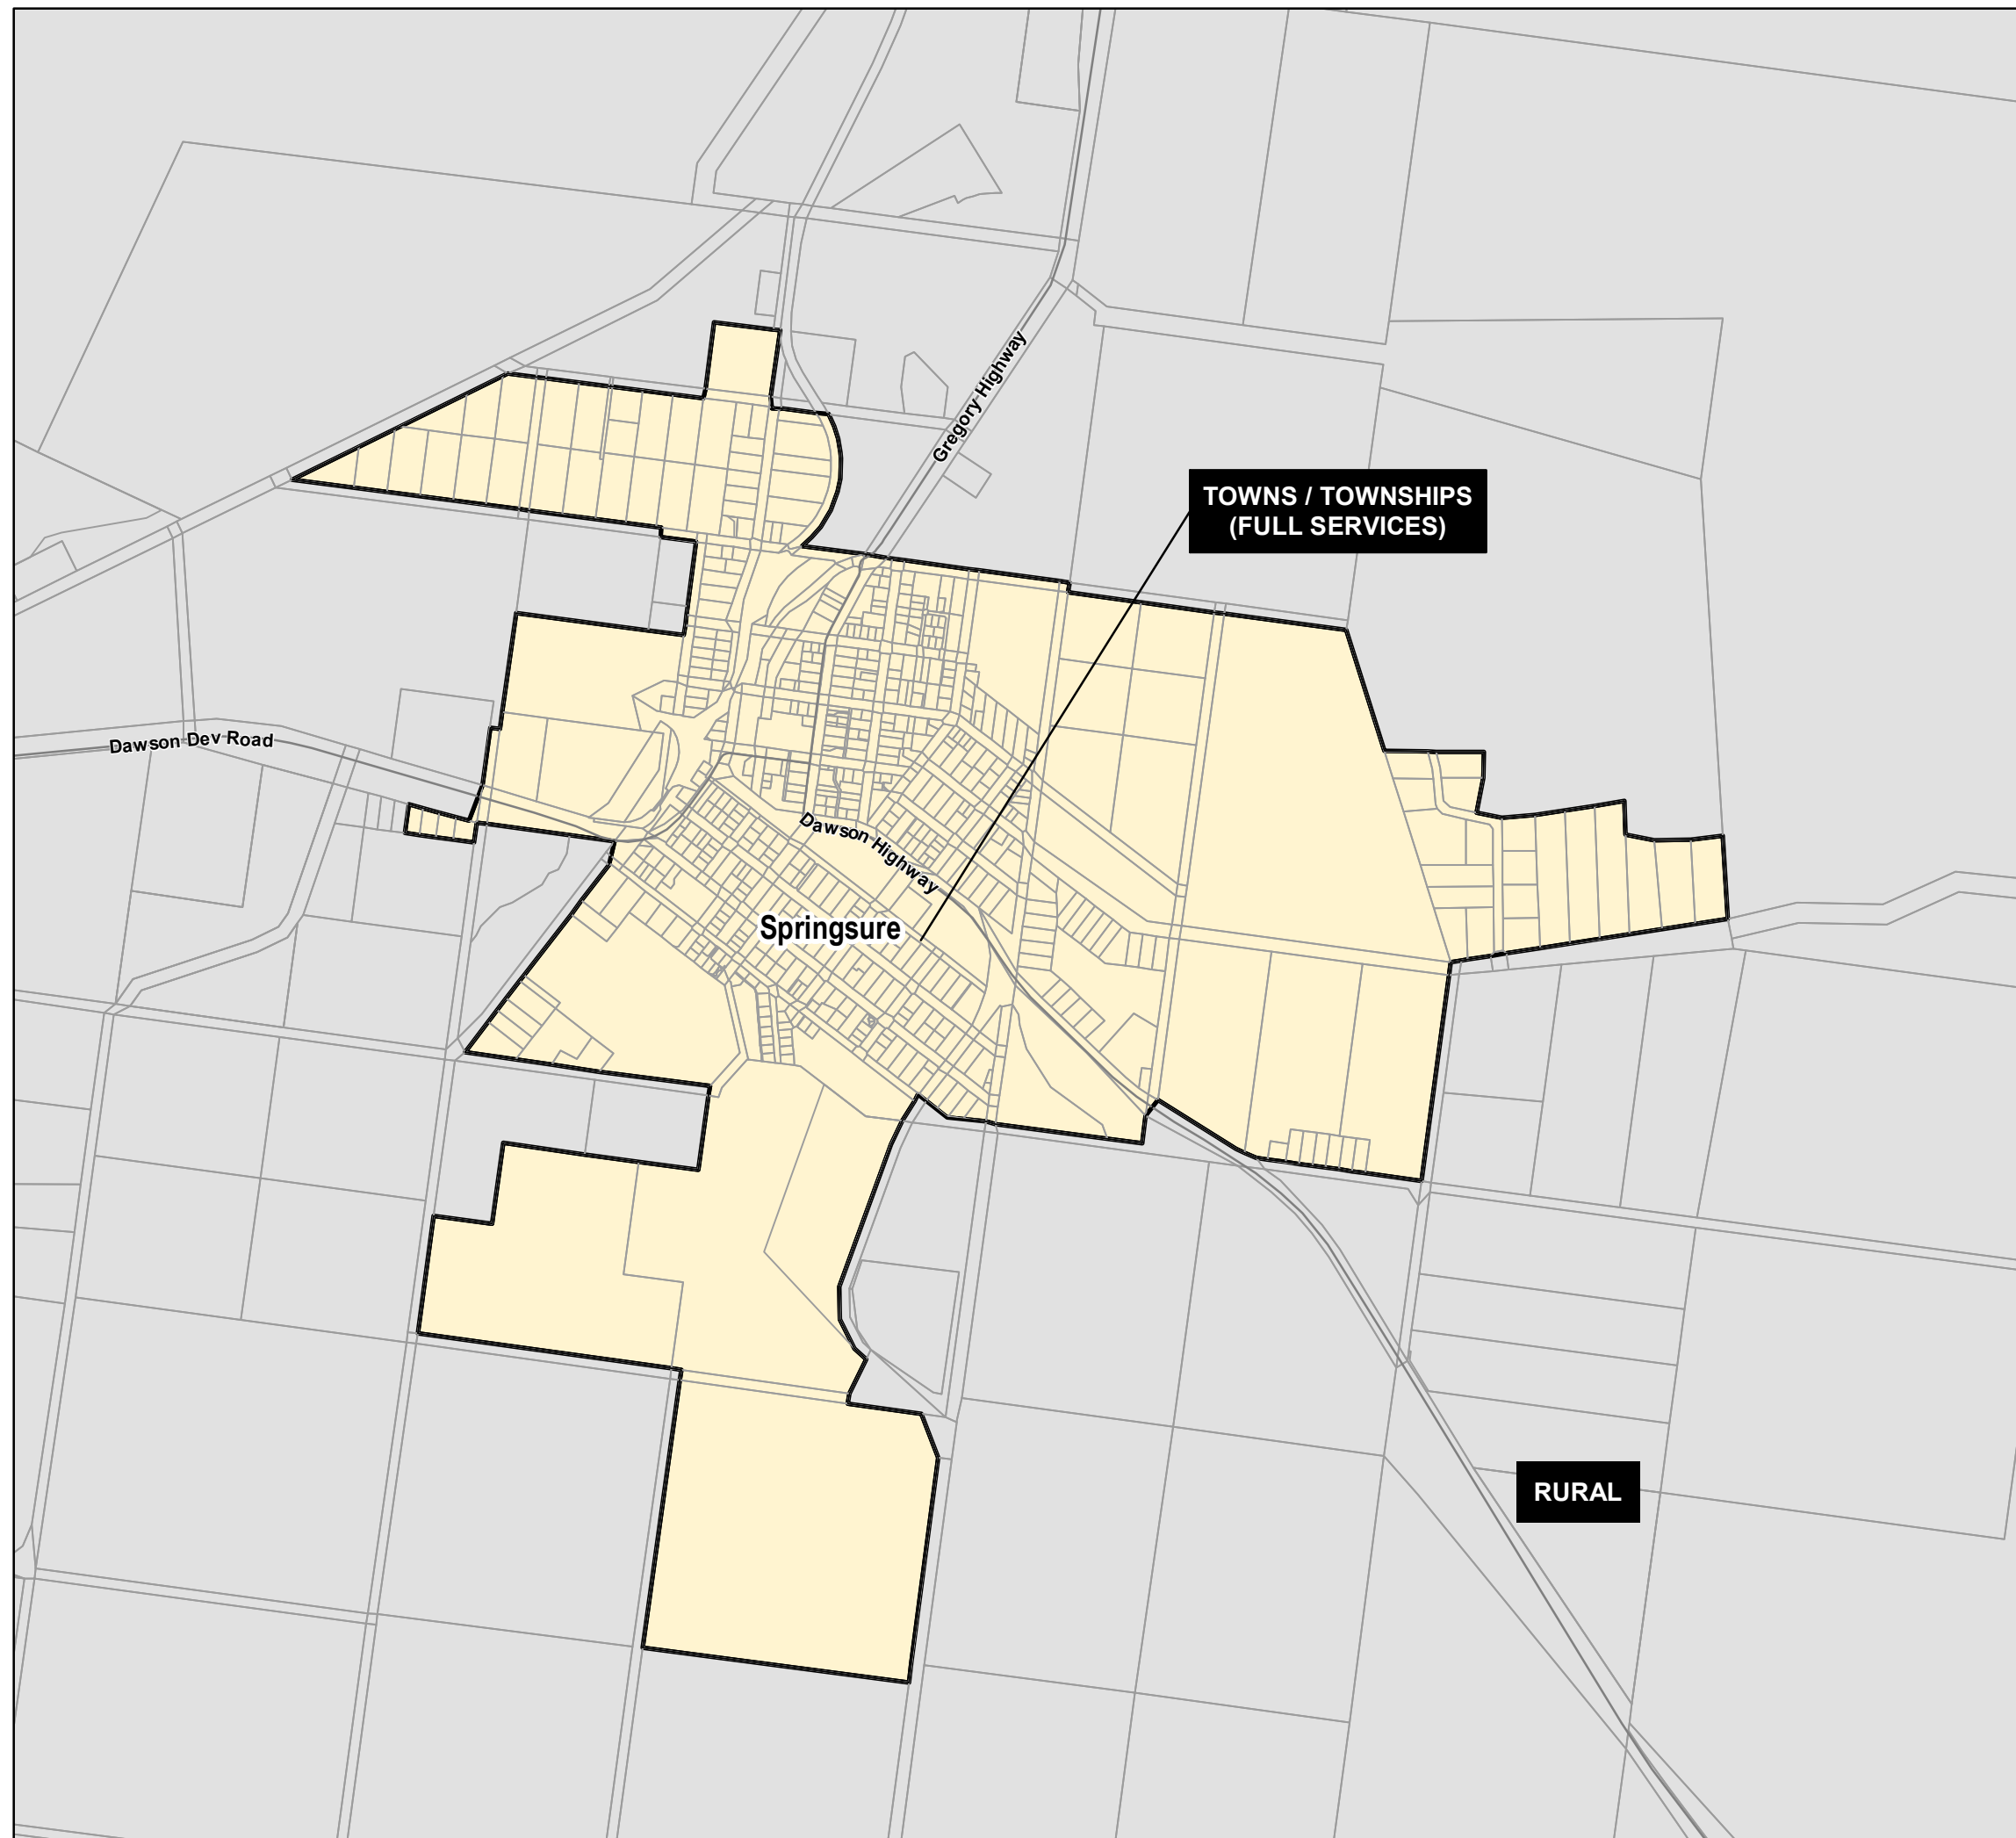 Gregory Highway
TOWNS / TOWNSHIPS
(FULL SERVICES)
Dawson Dev Road
Dawson Highway
Springsure
RURAL